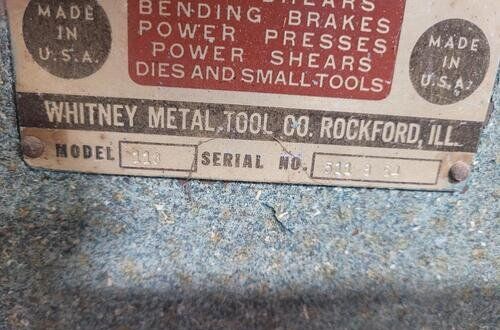 MADE
IN
U.S.A.
BENDING BRAKES
POWER PRESSES
POWER SHEARS
DIES AND SMALL TOOLS
MADE
IN
U.S.A.
WHITNEY METAL TOOL CO. ROCKFORD, ILL.
MODEL SERIAL NO.